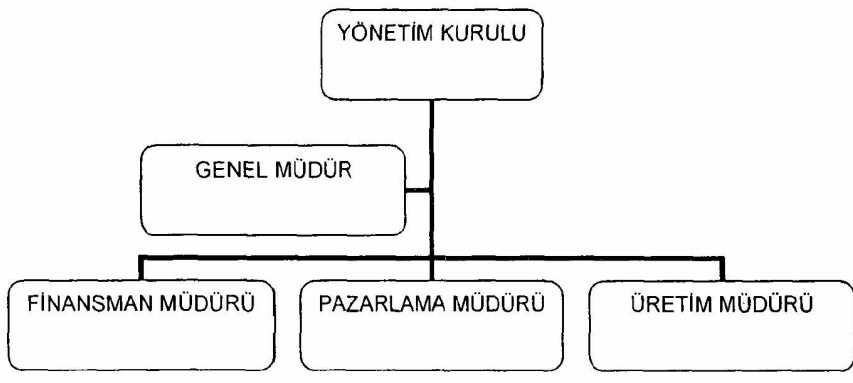 YÖNETİM KURULU
GENEL MÜDÜR
FİNANSMAN MÜDÜRÜ
PAZARLAMA MÜDÜRÜ
ÜRETİM MÜDÜRÜ